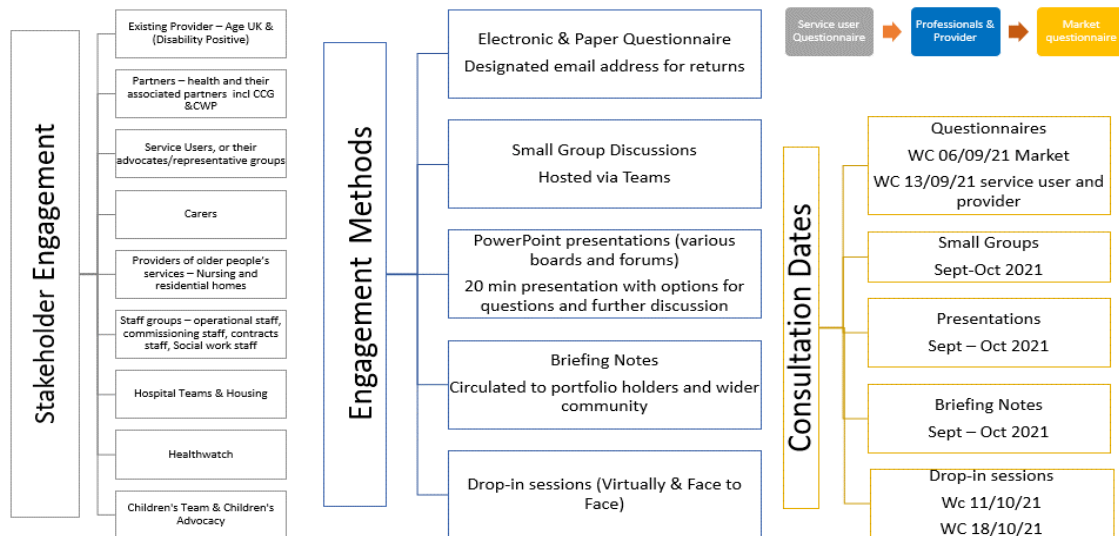 Stakeholder Engagement
Existing Provider – Age UK &
(Disability Positive)
Partners – health and their
associated partners incl CCG
&CWP
Service Users, or their
advocates/representative groups
Carers
Providers of older people's
services – Nursing and
residential homes
Staff groups – operational staff,
commissioning staff, contracts
staff, Social work staff
Hospital Teams & Housing
Healthwatch
Children's Team & Children's
Advocacy
Engagement Methods
Electronic & Paper Questionnaire
Designated email address for returns
Small Group Discussions
Hosted via Teams
PowerPoint presentations (various
boards and forums)
20 min presentation with options for
questions and further discussion
Briefing Notes
Circulated to portfolio holders and wider
community
Drop-in sessions (Virtually & Face to
Face)
Service user
Questionnaire
Professionals &
Provider
Market
questionnaire
Consultation Dates
Questionnaires
WC 06/09/21 Market
WC 13/09/21 service user and
provider
Small Groups
Sept-Oct 2021
Presentations
Sept – Oct 2021
Briefing Notes
Sept – Oct 2021
Drop-in sessions
Wc 11/10/21
WC 18/10/21